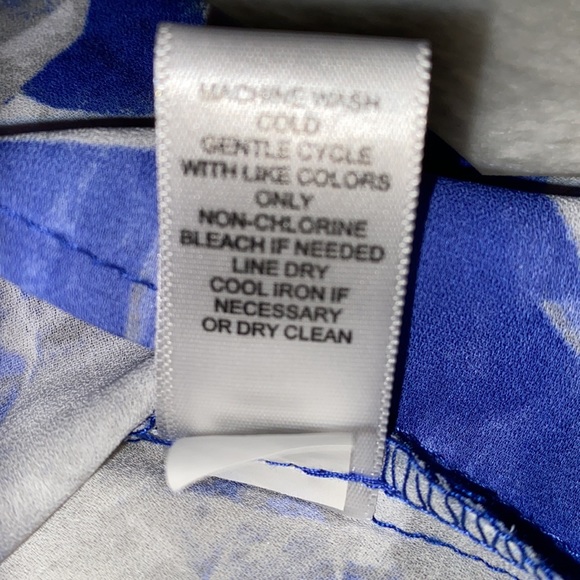 MACHINE WASH
COLD
GENTLE CYCLE
WITH LIKE COLORS
ONLY
NON-CHLORINE
BLEACH IF NEEDED
LINE DRY
COOL IRON IF
NECESSARY
OR DRY CLEAN